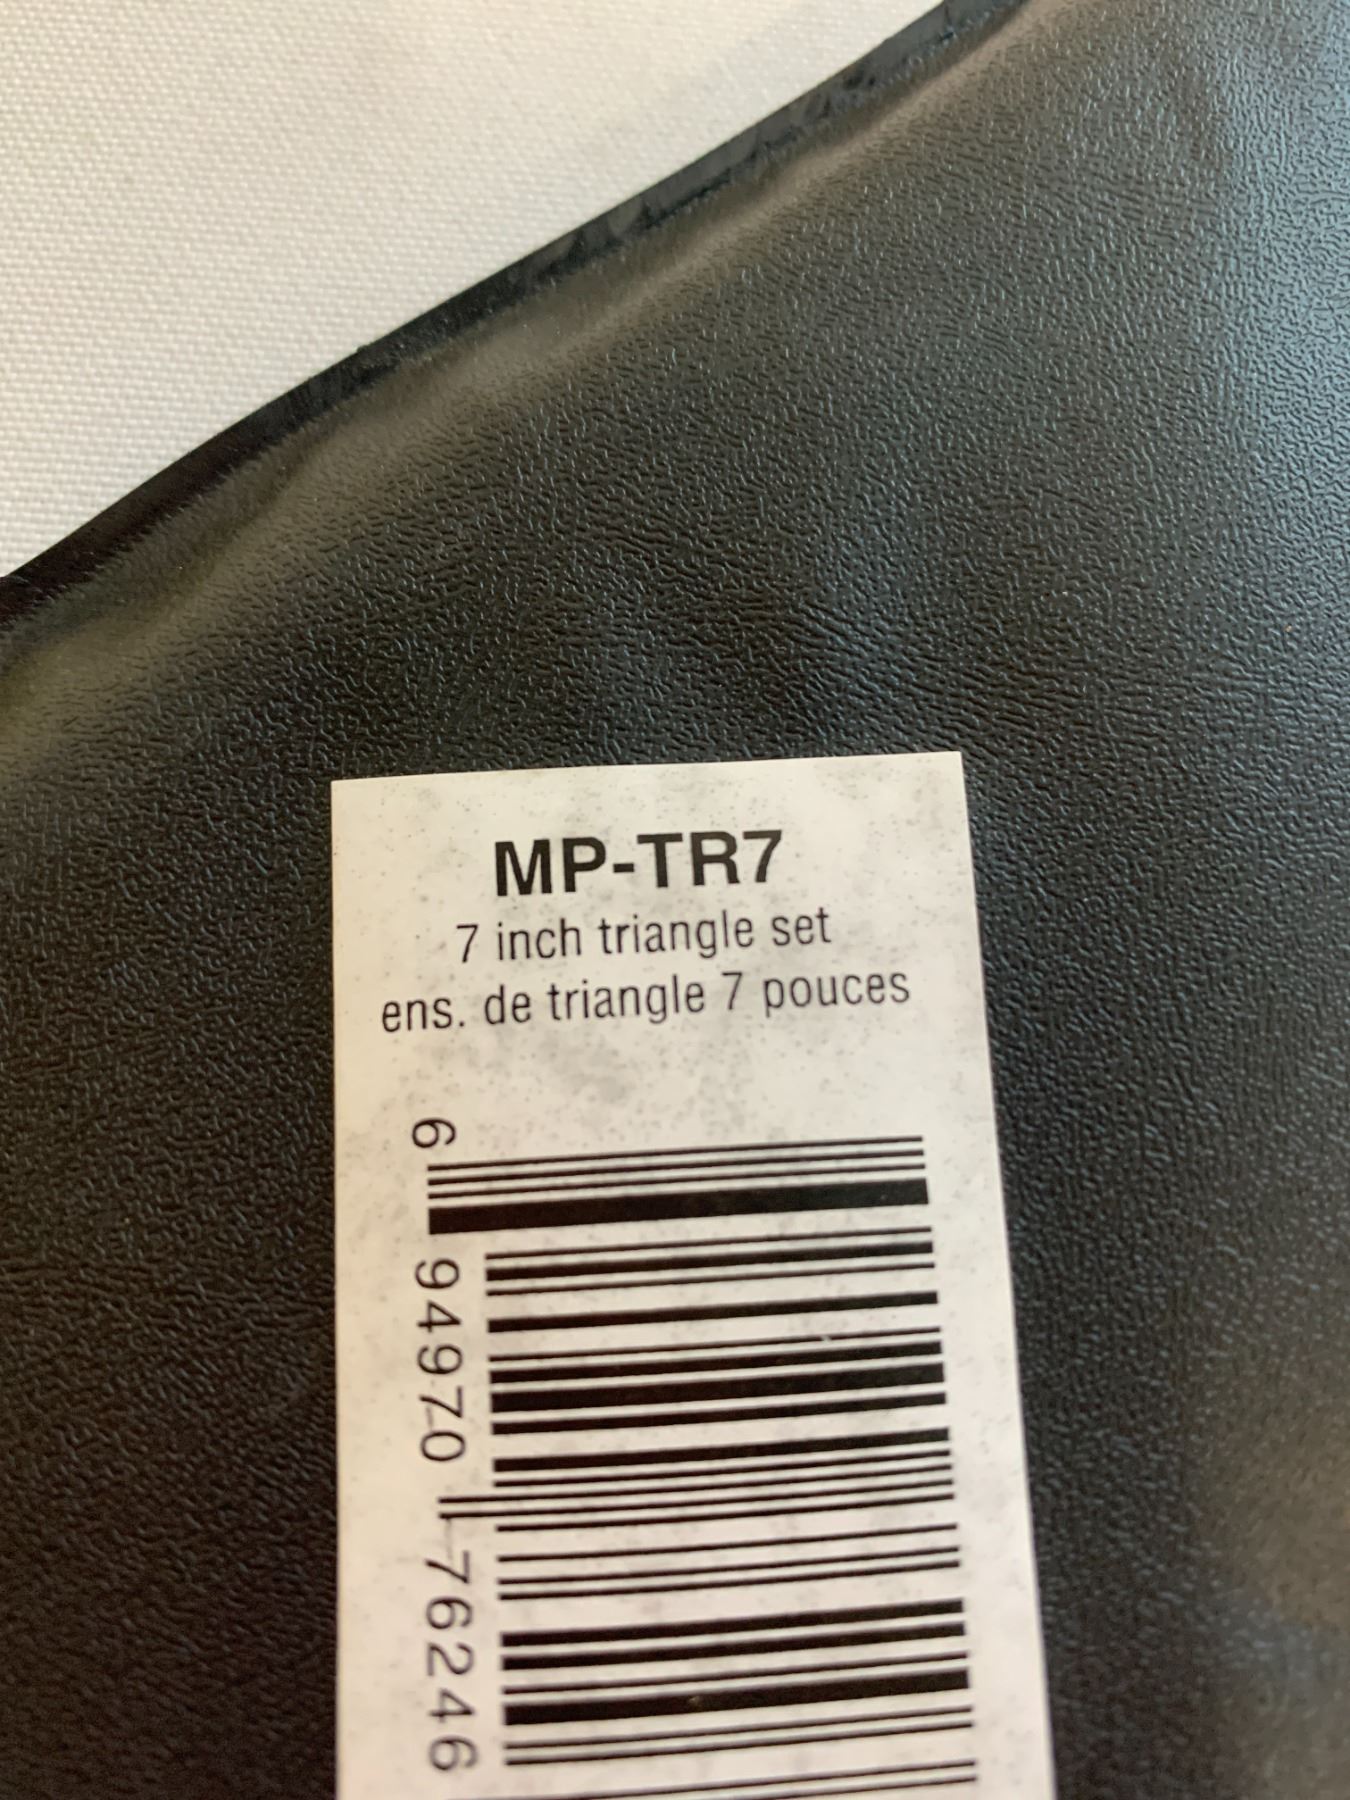 MP-TR7
7 inch triangle set
ens. de triangle 7 pouces
6 94970 76246